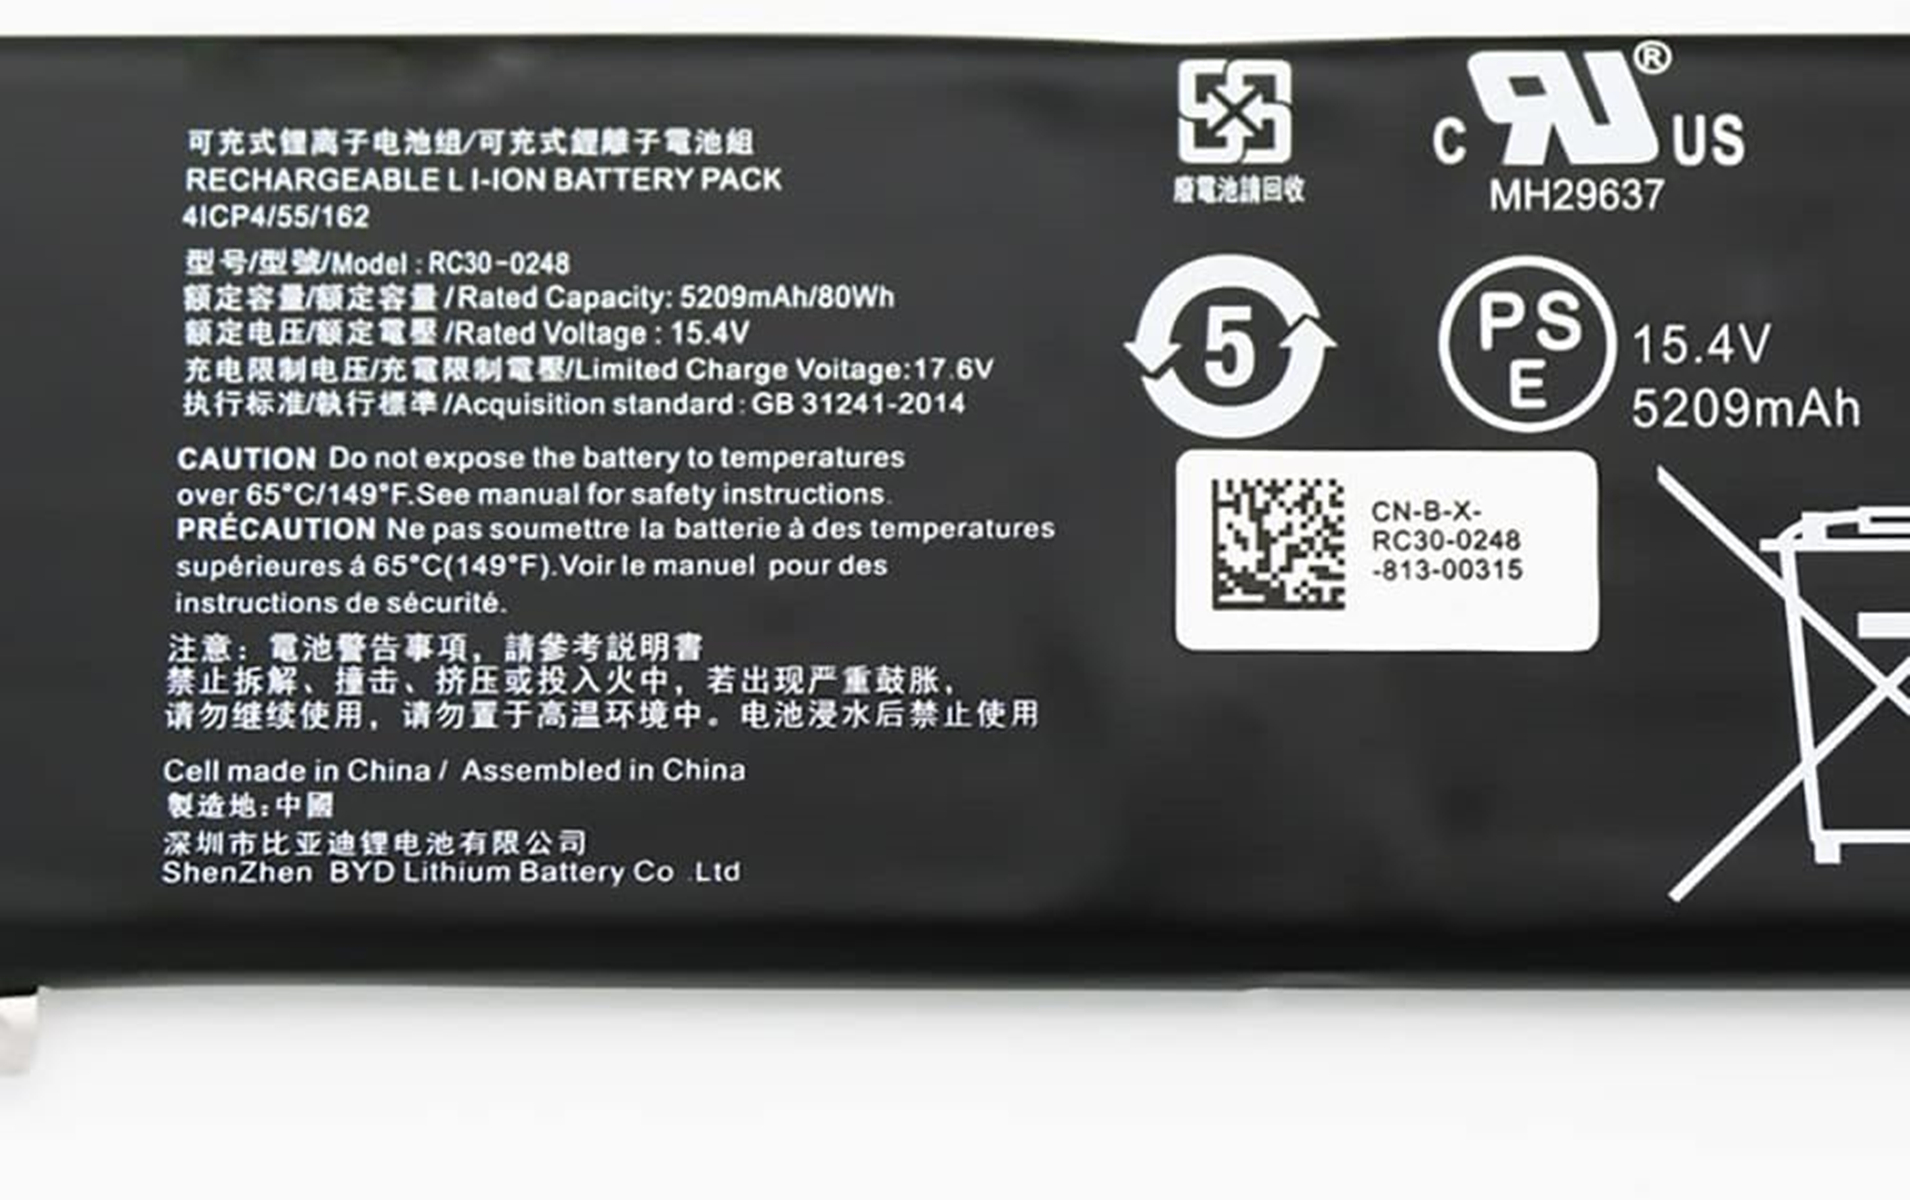 可充式锂离子电池组/可充式鋰離子電池組
RECHARGEABLE L I-ION BATTERY PACK
4ICP4/55/162
型号/型號/Model : RC30-0248
額定容量/額定容量 /Rated Capacity: 5209mAh/80Wh
額定电压/額定電壓 /Rated Voltage : 15.4V
充电限制电压/充電限制電壓/Limited Charge Voitage:17.6V
执行标准/執行標準 /Acquisition standard : GB 31241-2014
CAUTION Do not expose the battery to temperatures
over 65°C/149°F.See manual for safety instructions.
PRÉCAUTION Ne pas soumettre la batterie à des temperatures
supérieures á 65°C(149°F).Voir le manuel pour des
instructions de sécurité.
注意：電池警告事項，請參考説明書
禁止拆解、撞击、挤压或投入火中，若出现严重鼓胀，
请勿继续使用，请勿置于高温环境中。电池浸水后禁止使用
Cell made in China / Assembled in China
製造地:中國
深圳市比亚迪锂电池有限公司
ShenZhen BYD Lithium Battery Co .Ltd
廢電池請回收
C RU® US
MH29637
5
PS
E
15.4V
5209mAh
CN-B-X-
RC30-0248
-813-00315